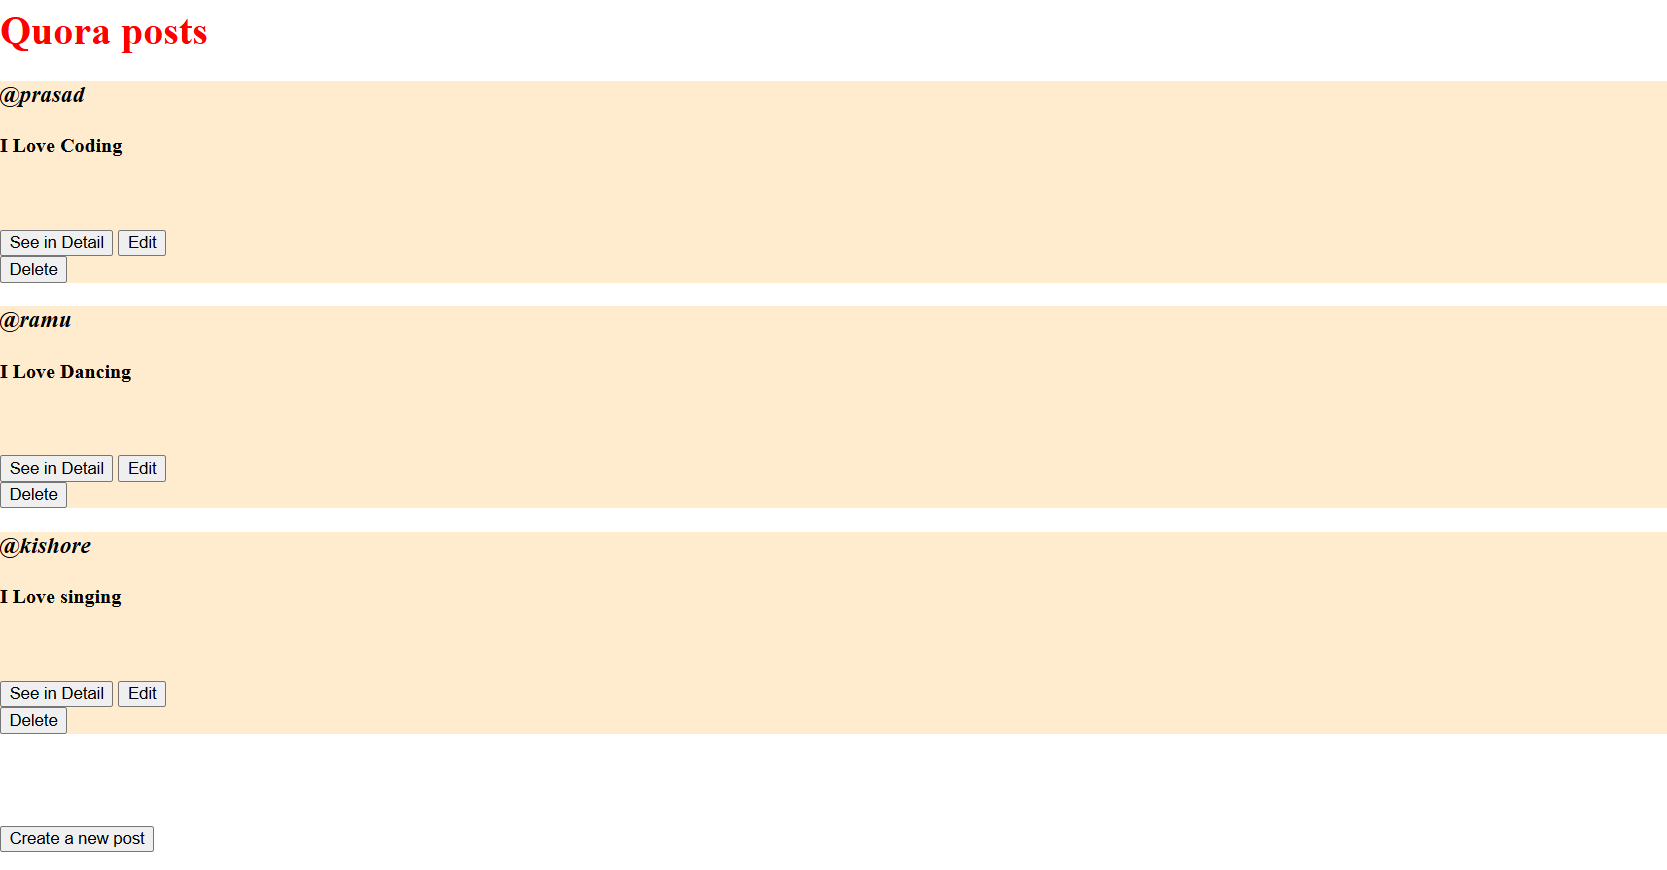 Quora posts
@prasad
I Love Coding
See in Detail Edit
Delete
@ramu
I Love Dancing
See in Detail Edit
Delete
@kishore
I Love singing
See in Detail Edit
Delete
Create a new post